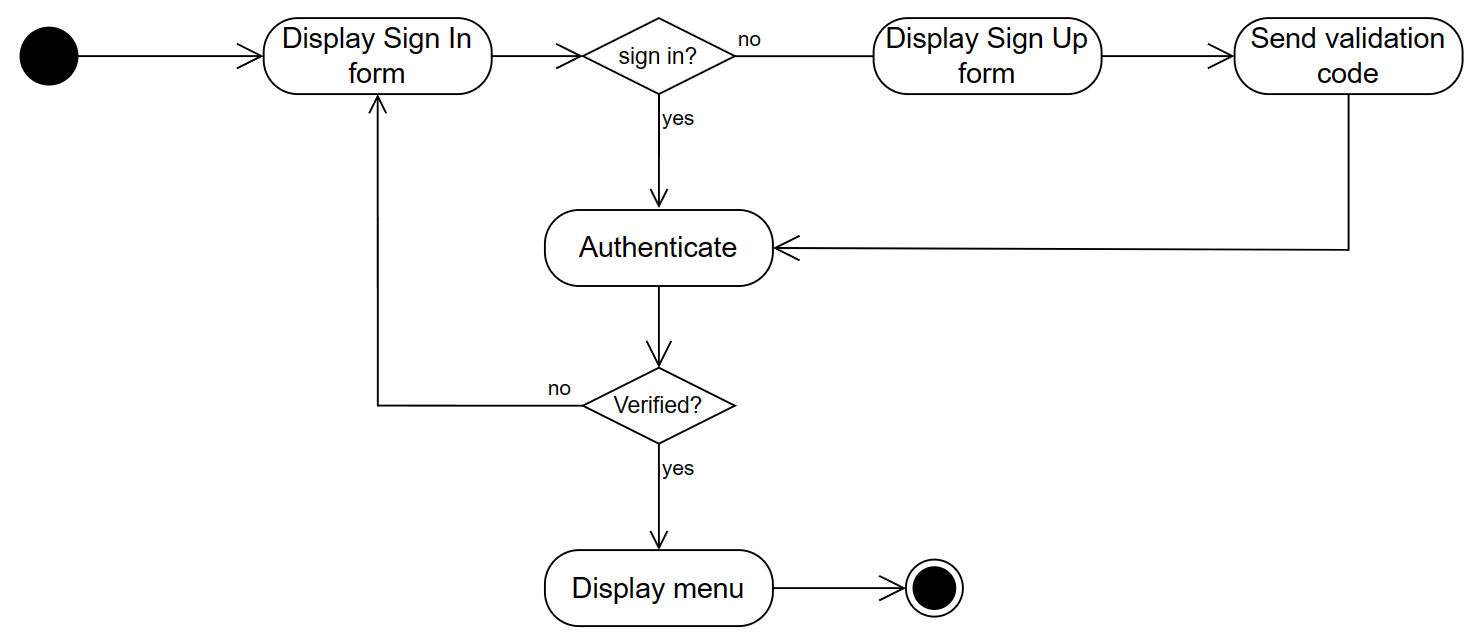 Display Sign In
form
sign in?
no
Display Sign Up
form
Send validation
code
yes
Authenticate
no
Verified?
yes
Display menu